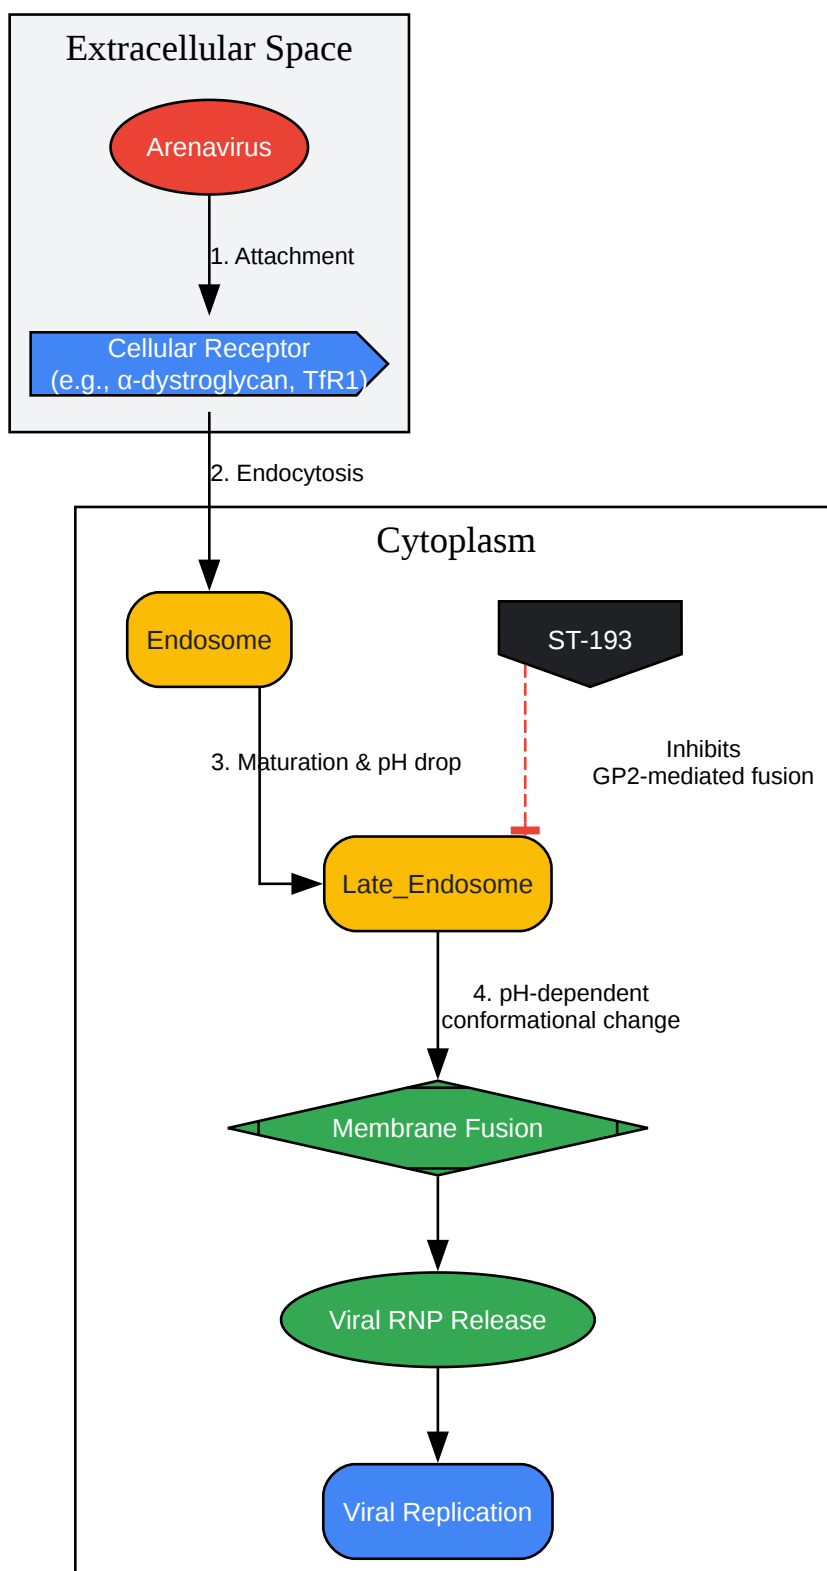 Extracellular Space
Arenavirus
1. Attachment
Cellular Receptor
(e.g., α-dystroglycan, TfR1)
2. Endocytosis
Cytoplasm
Endosome
ST-193
3. Maturation & pH drop
Inhibits
GP2-mediated fusion
Late_Endosome
4. pH-dependent
conformational change
Membrane Fusion
Viral RNP Release
Viral Replication